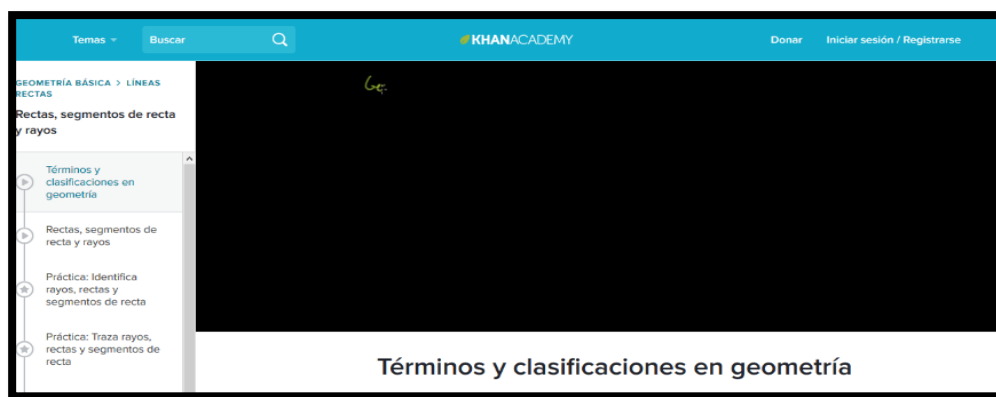 Temas
Buscar
KHANACADEMY
Donar
Iniciar sesión / Registrarse
GEOMETRÍA BÁSICA > LÍNEAS
RECTAS
Rectas, segmentos de recta
y rayos
Términos y
clasificaciones en
geometría
Rectas, segmentos de
recta y rayos
Práctica: Identifica
rayos, rectas y
segmentos de recta
Práctica: Traza rayos,
rectas y segmentos de
recta
Términos y clasificaciones en geometría